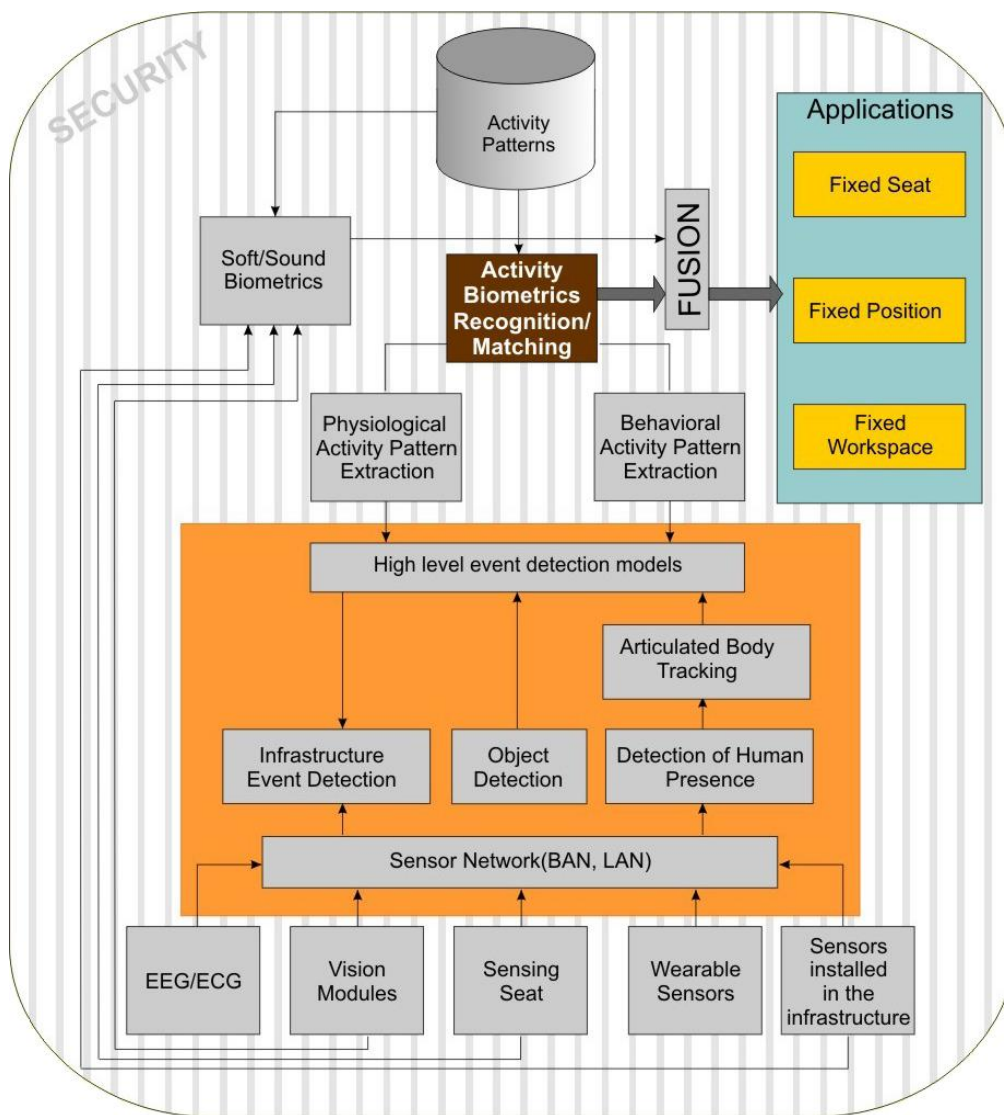 SECURITY
Activity
Patterns
Applications
Fixed Seat
Fixed Position
Fixed
Workspace
Soft/Sound
Biometrics
Activity
Biometrics
Recognition/
Matching
FUSION
Physiological
Activity Pattern
Extraction
Behavioral
Activity Pattern
Extraction
High level event detection models
Articulated Body
Tracking
Infrastructure
Event Detection
Object
Detection
Detection of Human
Presence
Sensor Network(BAN, LAN)
EEG/ECG
Vision
Modules
Sensing
Seat
Wearable
Sensors
Sensors
installed
in the
infrastructure